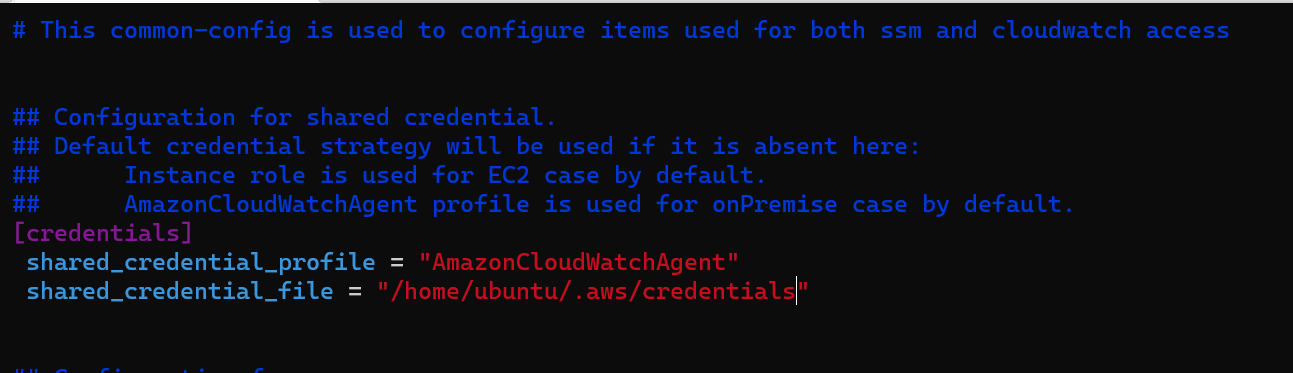 # This common-config is used to configure items used for both ssm and cloudwatch access
## Configuration for shared credential.
## Default credential strategy will be used if it is absent here:
##      Instance role is used for EC2 case by default.
##      AmazonCloudWatchAgent profile is used for onPremise case by default.
[credentials]
 shared_credential_profile = "AmazonCloudWatchAgent"
 shared_credential_file = "/home/ubuntu/.aws/credentials"